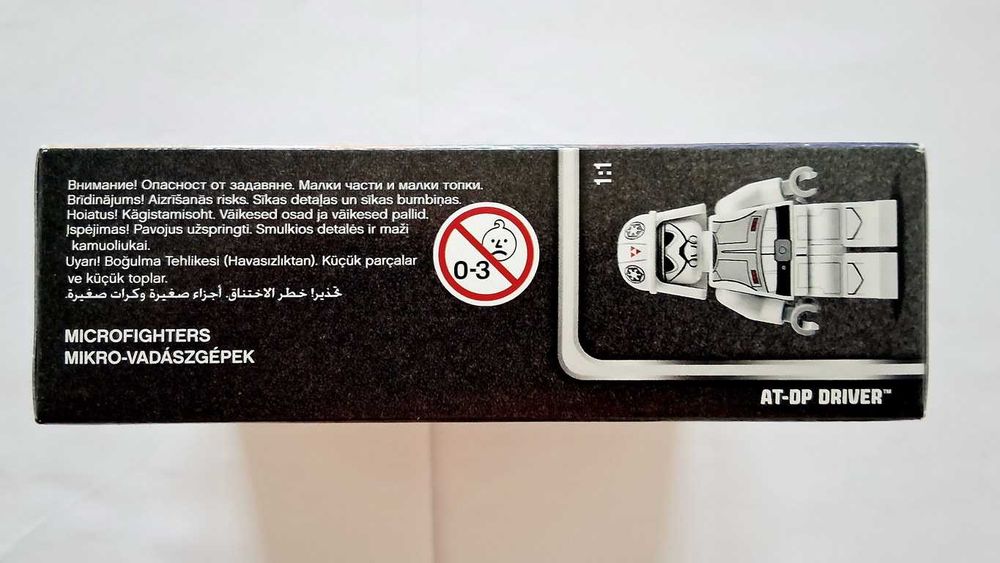 Внимание! Опасност от задавяне. Малки части и малки топки.
Brīdinājums! Aizrīšanās risks. Sīkas detaļas un sīkas bumbiņas.
Hoiatus! Kägistamisoht. Väikesed osad ja väikesed pallid.
Įspėjimas! Pavojus užspringti. Smulkios detalės ir maži
kamuoliukai.
Uyarı! Boğulma Tehlikesi (Havasızlıktan). Küçük parçalar
ve küçük toplar.
تحذير! خطر الاختناق. أجزاء صغيرة وكرات صغيرة.
0-3
MICROFIGHTERS
MIKRO-VADÁSZGÉPEK
1:1
AT-DP DRIVER™